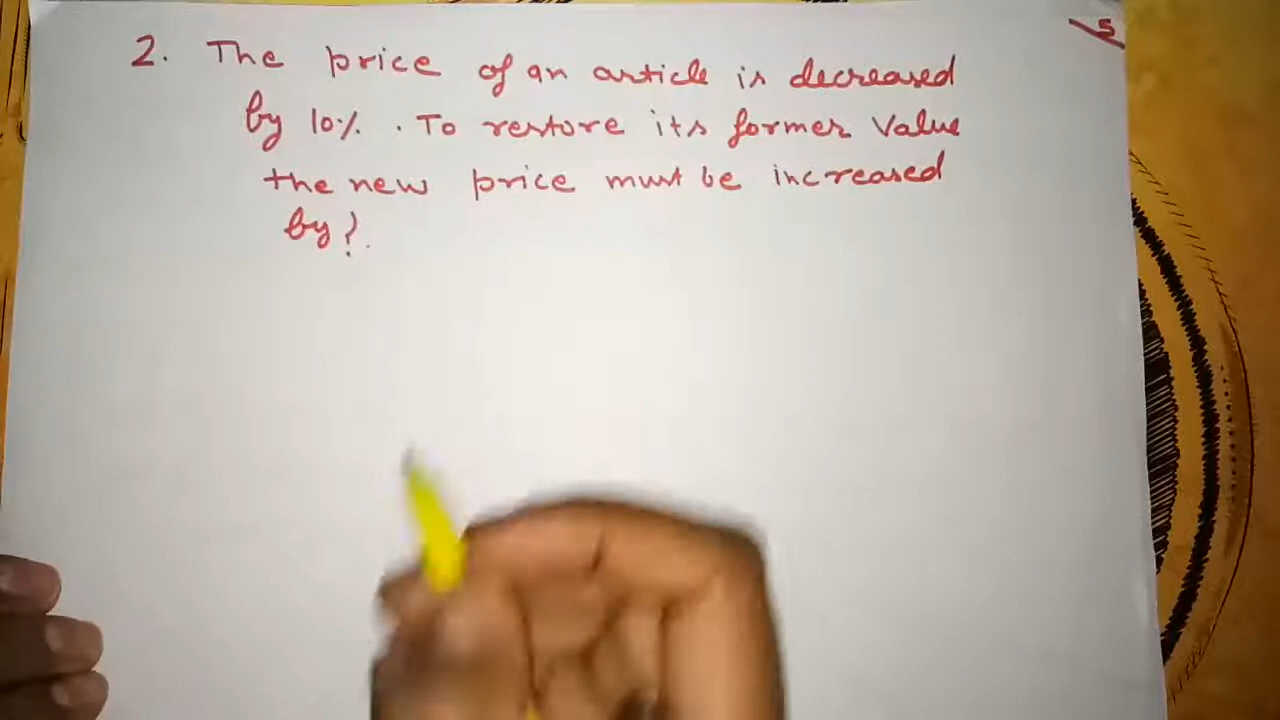 5
2. The price of an article is decreased
by 10% . To restore its former value
the new price must be increased
by?.